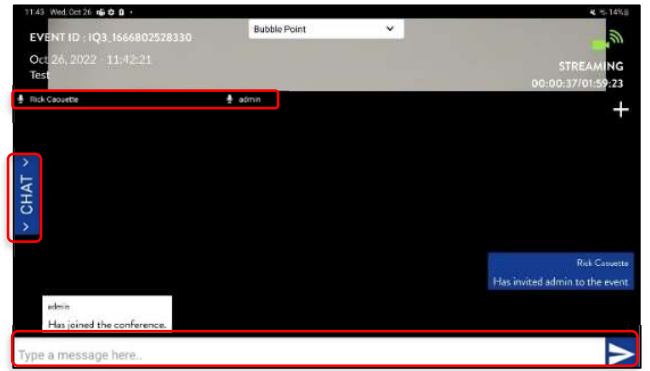 11:43 Wed, Oct 26
14%
Bubble Point
EVENT ID : IQ3_1666802528330
Oct 26, 2022 11:42:21
Test
STREAMING
00:00:37/01:59:23
Rick Caouette
admin
CHAT
Rick Caouette
Has invited admin to the event
admin
Has joined the conference.
Type a message here..